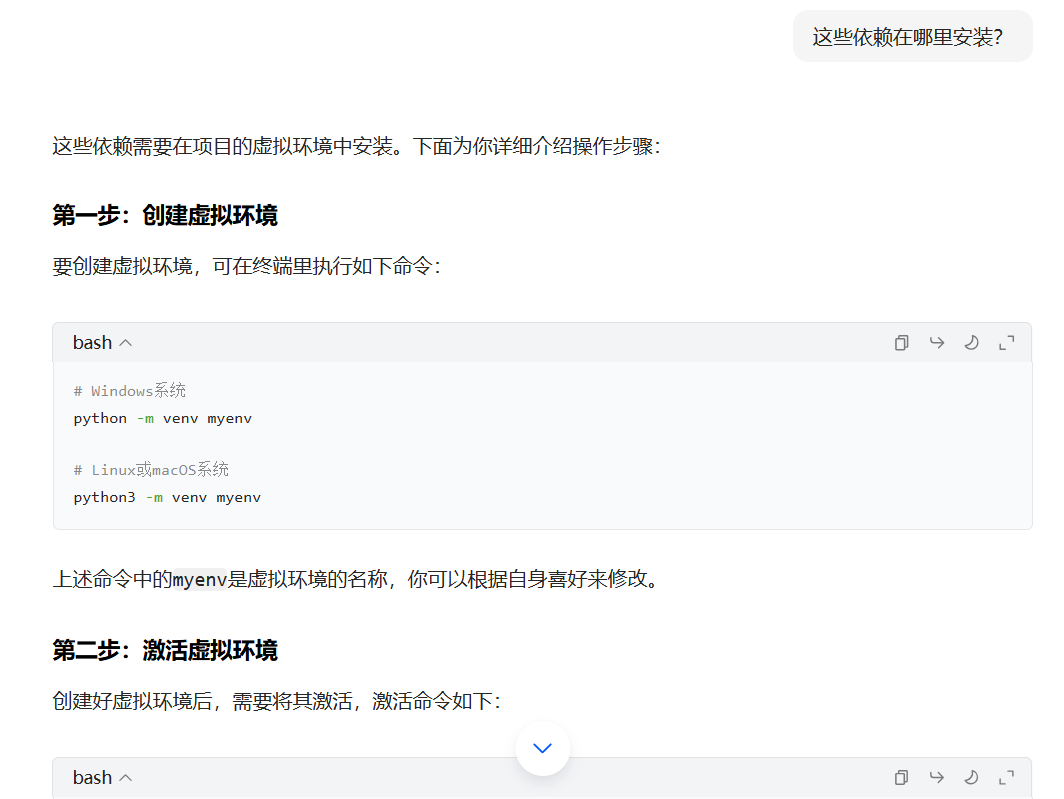 这些依赖在哪里安装？
这些依赖需要在项目的虚拟环境中安装。下面为你详细介绍操作步骤：
第一步：创建虚拟环境
要创建虚拟环境，可在终端里执行如下命令：
bash
# Windows系统
python -m venv myenv
# Linux或macOS系统
python3 -m venv myenv
上述命令中的myenv是虚拟环境的名称，你可以根据自身喜好来修改。
第二步：激活虚拟环境
创建好虚拟环境后，需要将其激活，激活命令如下：
bash